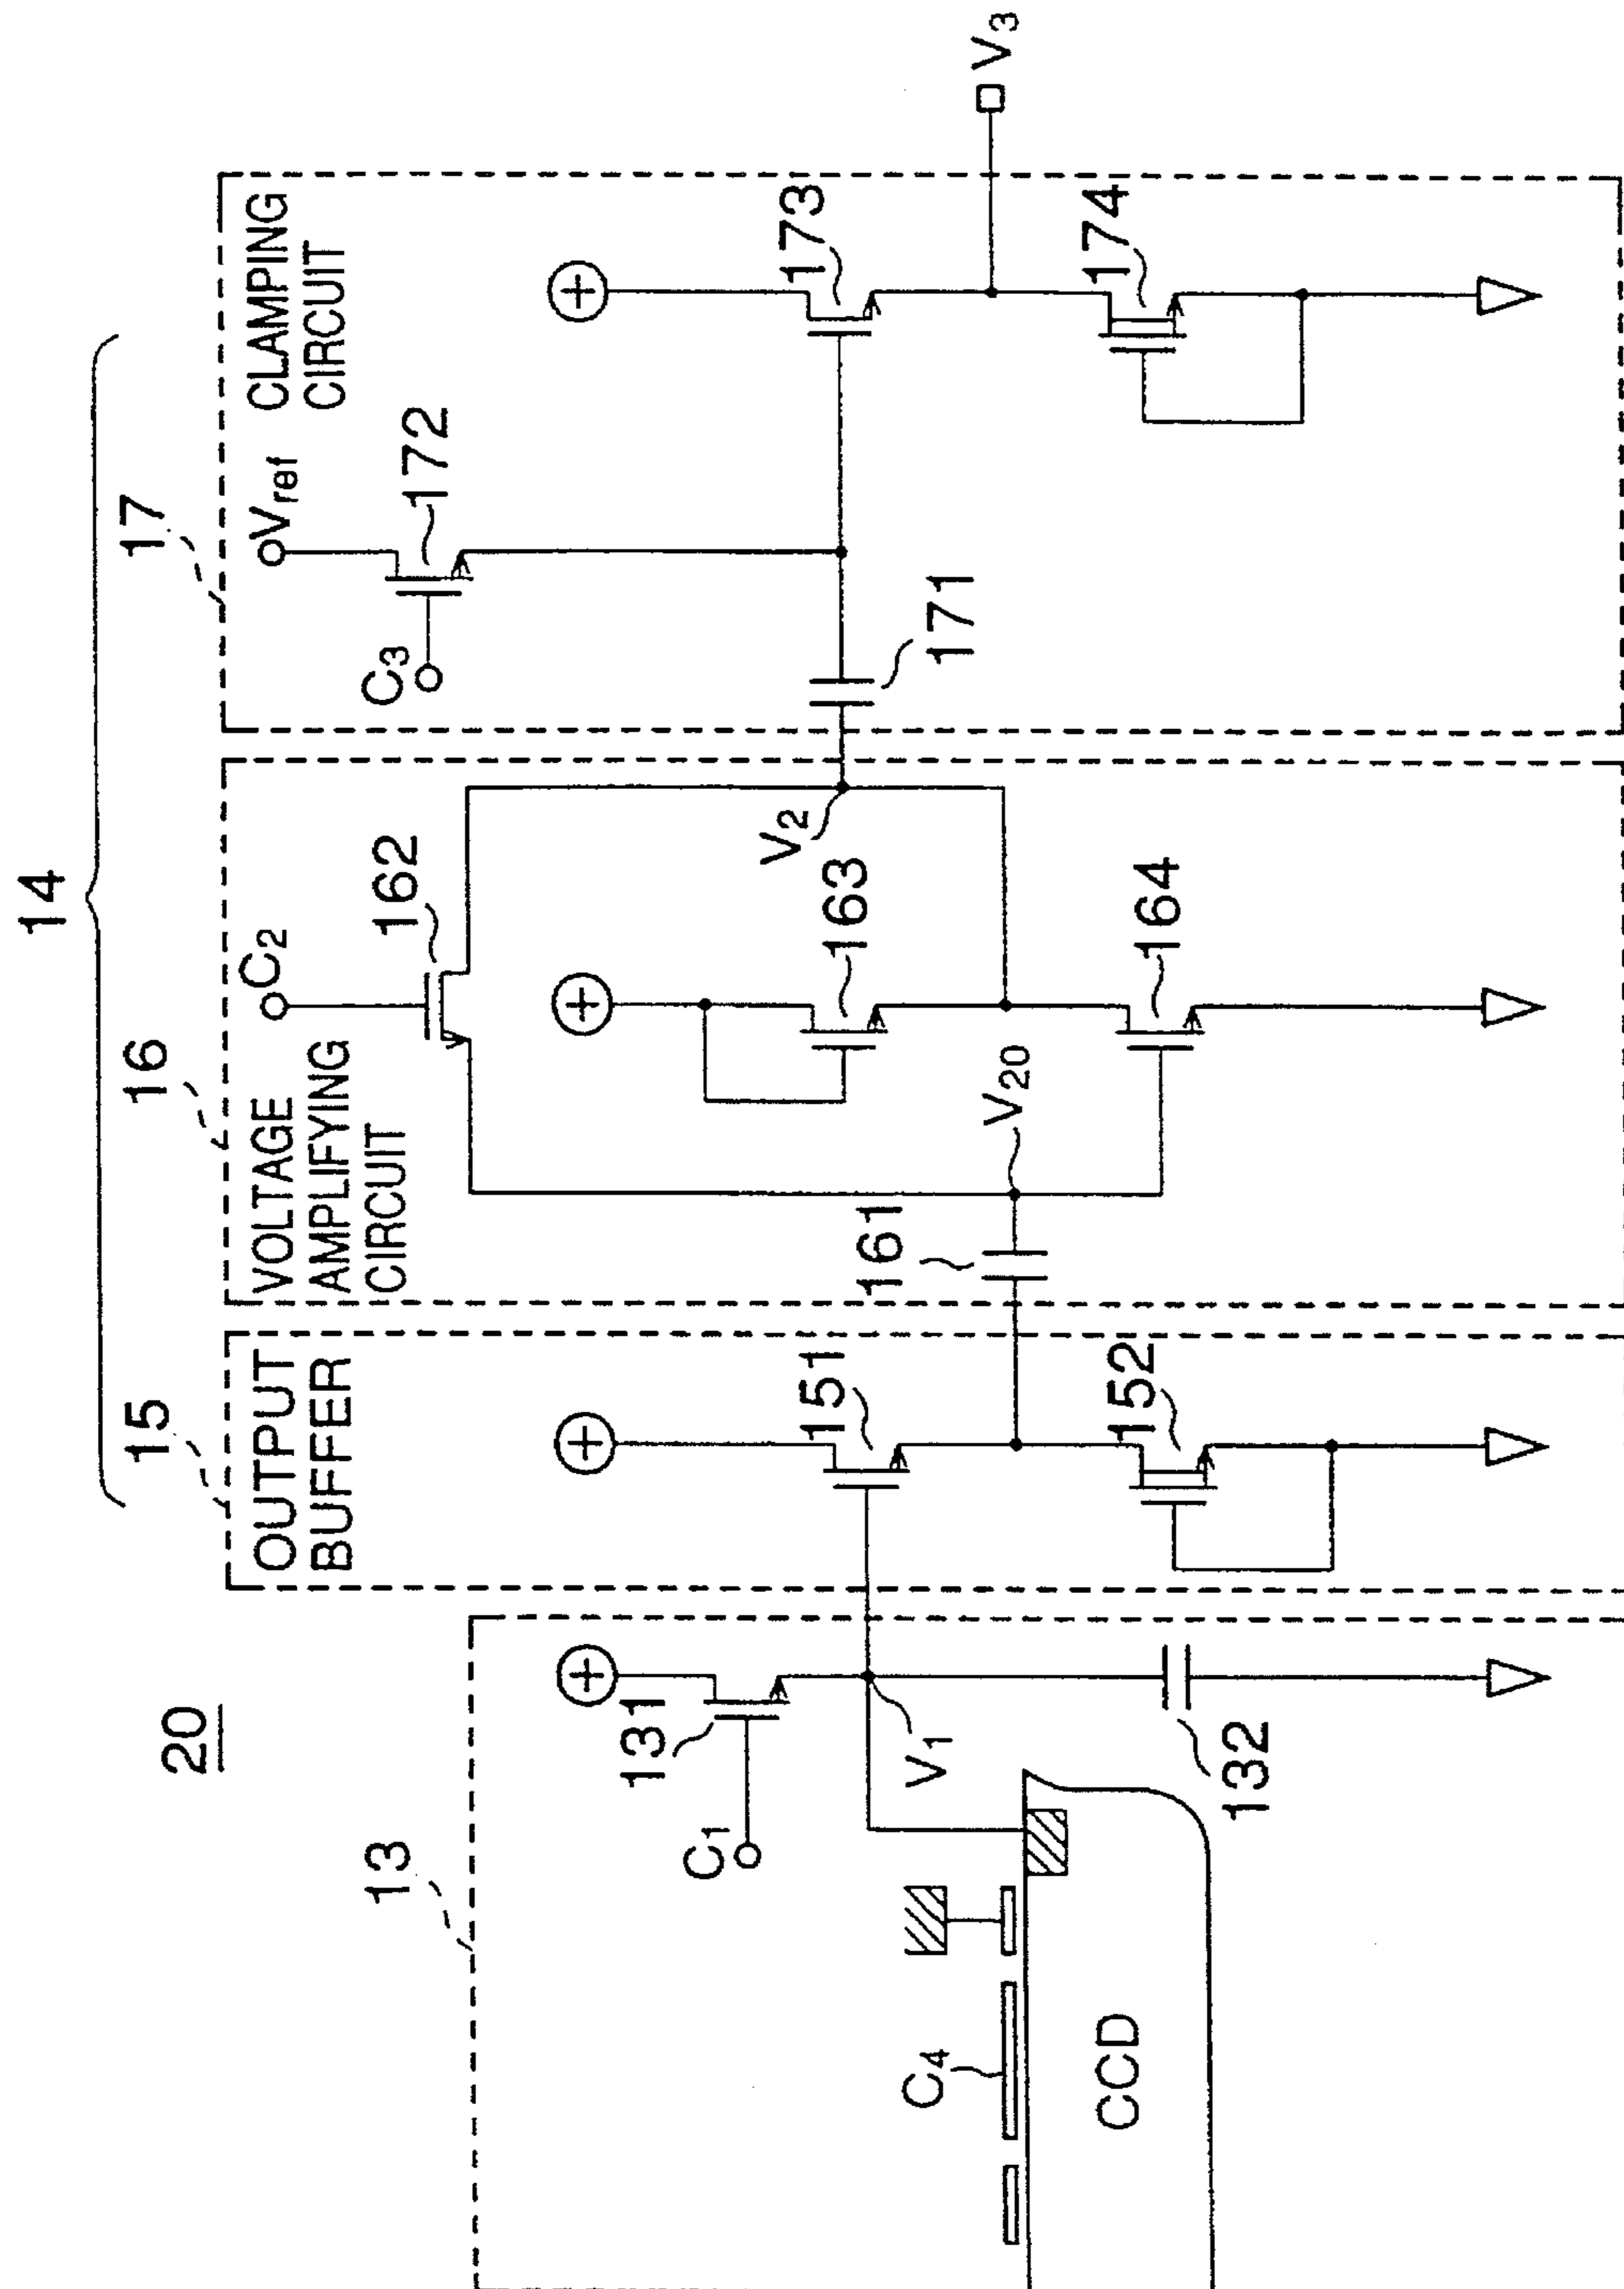 14
20
13
15
16
17
OUTPUT
BUFFER
VOLTAGE
AMPLIFYING
CIRCUIT
CLAMPING
CIRCUIT
C1
131
V1
132
C4
CCD
151
152
161
C2
162
163
V20
164
V2
C3
Vref
172
171
173
174
V3